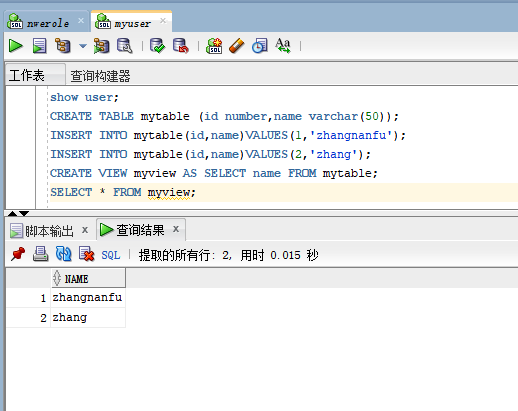 nwerole
myuser
工作表 查询构建器
show user;
CREATE TABLE mytable (id number,name varchar(50));
INSERT INTO mytable(id,name)VALUES(1,'zhangnanfu');
INSERT INTO mytable(id,name)VALUES(2,'zhang');
CREATE VIEW myview AS SELECT name FROM mytable;
SELECT * FROM myview;
脚本输出 x 查询结果 x
SQL | 提取的所有行: 2, 用时 0.015 秒
NAME
1 zhangnanfu
2 zhang